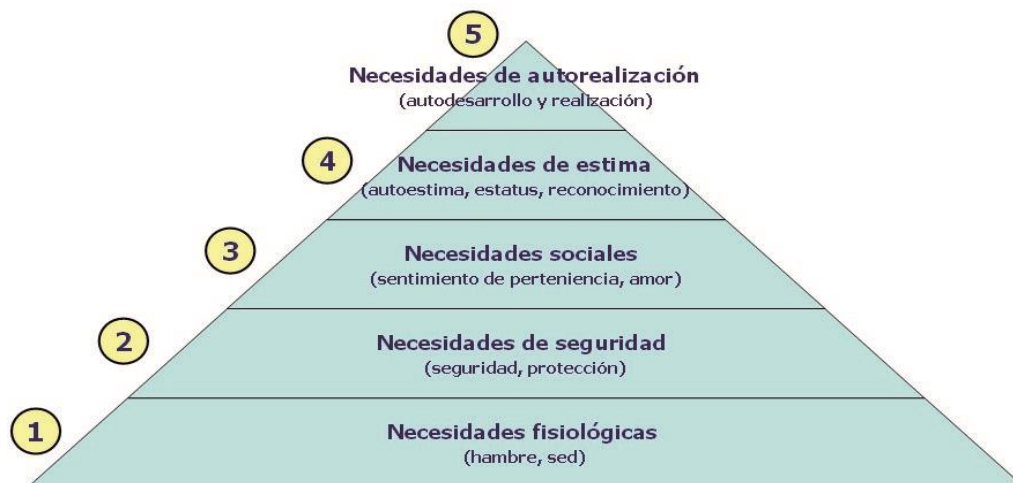 5
Necesidades de autorealización
(autodesarrollo y realización)
4
Necesidades de estima
(autoestima, estatus, reconocimiento)
3
Necesidades sociales
(sentimiento de perteniencia, amor)
2
Necesidades de seguridad
(seguridad, protección)
1
Necesidades fisiológicas
(hambre, sed)